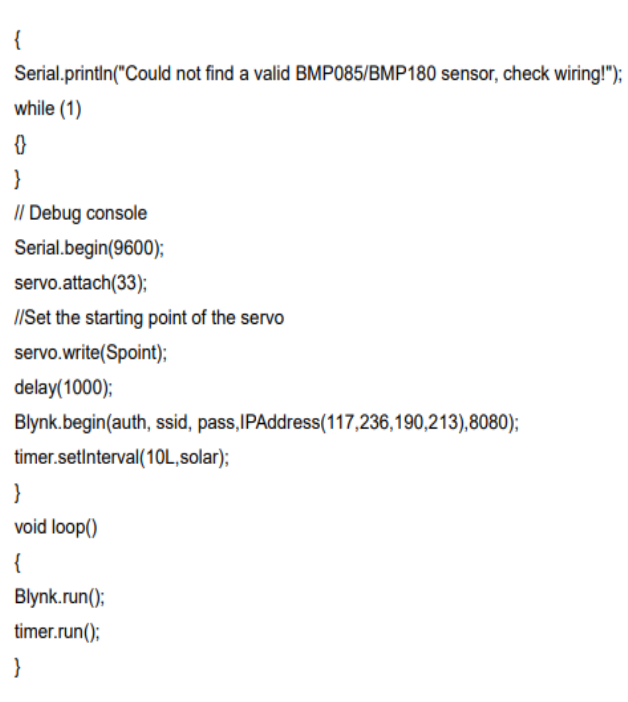 {
Serial.println("Could not find a valid BMP085/BMP180 sensor, check wiring!");
while (1)
{}
}
// Debug console
Serial.begin(9600);
servo.attach(33);
//Set the starting point of the servo
servo.write(Spoint);
delay(1000);
Blynk.begin(auth, ssid, pass,IPAddress(117,236,190,213),8080);
timer.setInterval(10L,solar);
}
void loop()
{
Blynk.run();
timer.run();
}